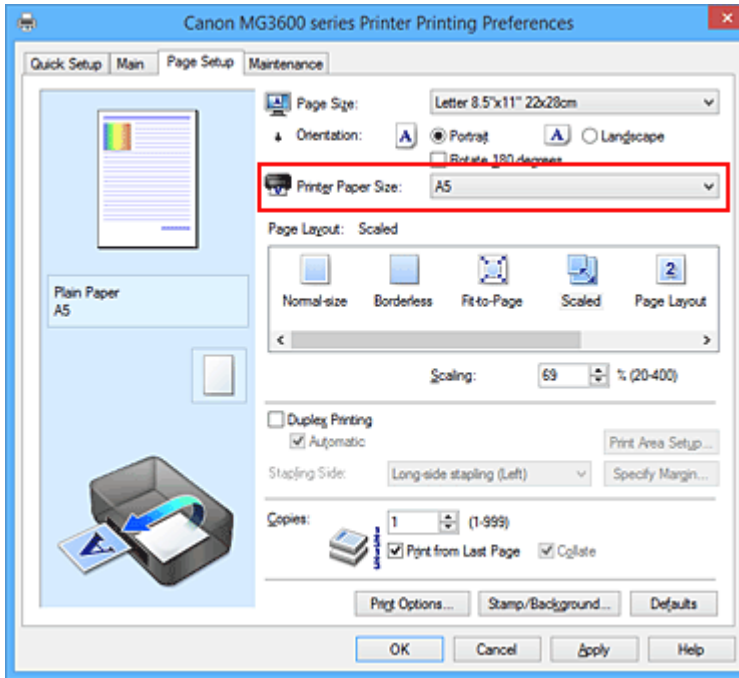 Canon MG3600 series Printer Printing Preferences
Quick Setup Main Page Setup Maintenance
Page Size: Letter 8.5"x11" 22x28cm
Orientation: A Portrait A Landscape
Rotate 180 degrees
Printer Paper Size: A5
Page Layout: Scaled
2
Normal-size Borderless Fit-to-Page Scaled Page Layout
Plain Paper
A5
Scaling: 69 % (20-400)
Duplex Printing
Automatic Print Area Setup...
Stapling Side: Long-side stapling (Left) Specify Margin...
Copies: 1 (1-999)
Print from Last Page Collate
A
Print Options... Stamp/Background... Defaults
OK Cancel Apply Help